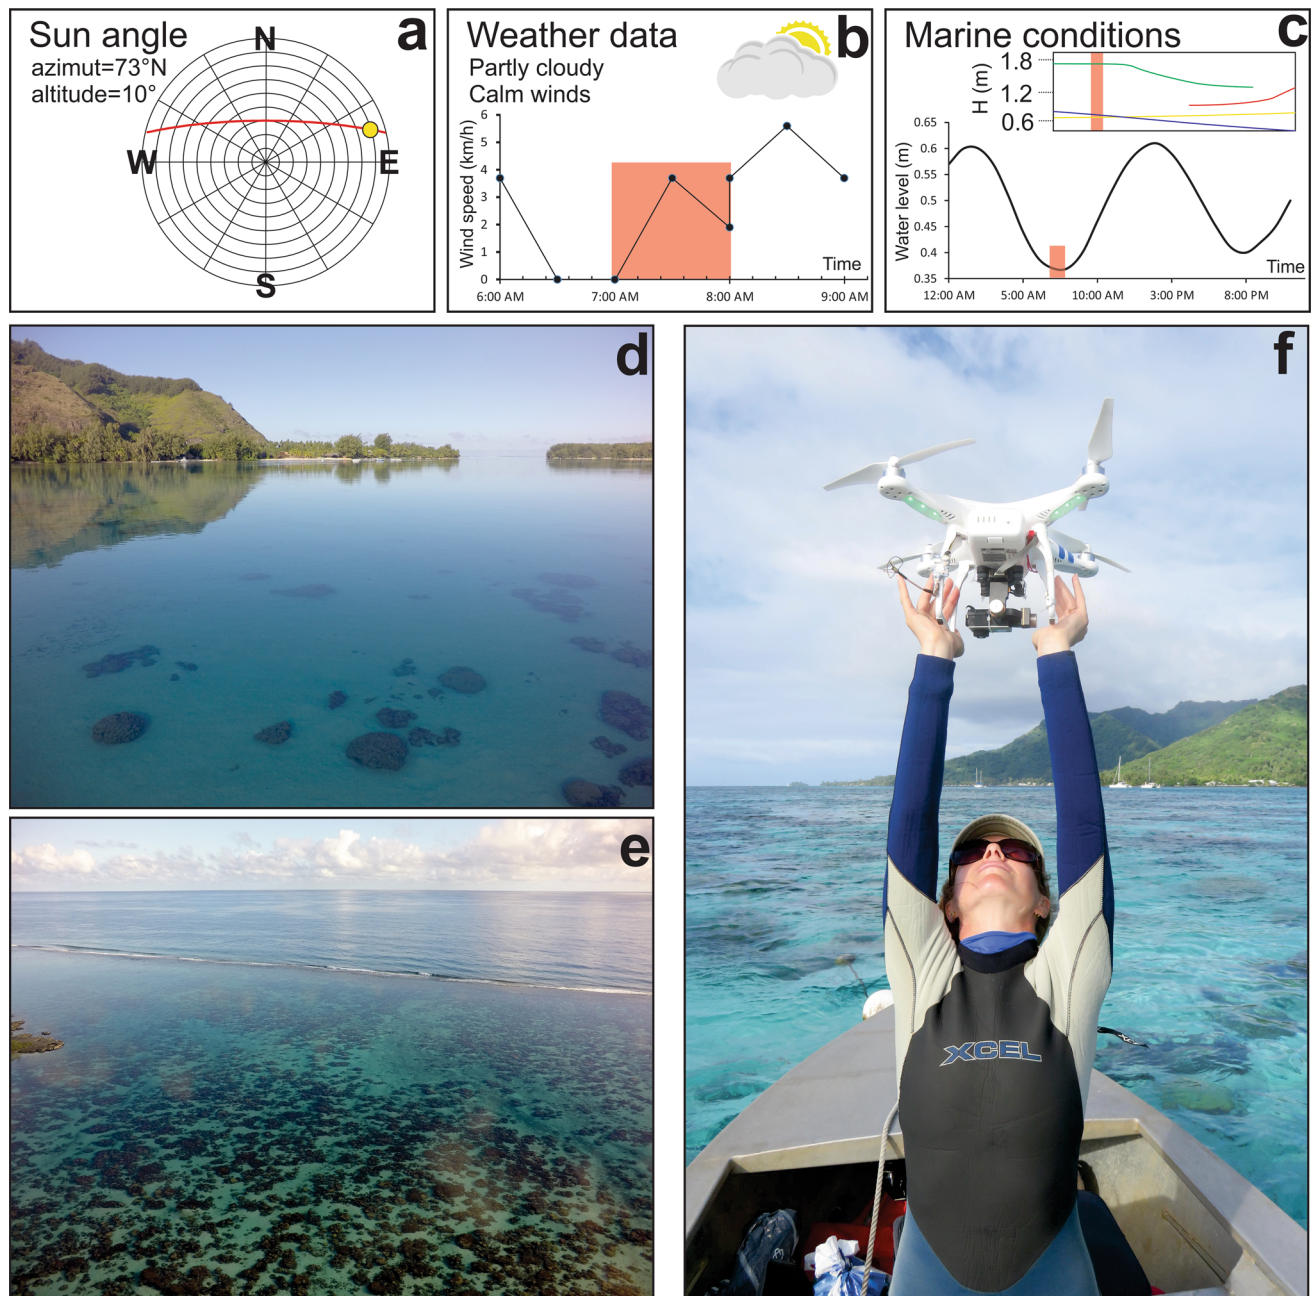 Sun angle
a
azimut=73°N
altitude=10°
N
W
E
S
Weather data
b
Partly cloudy
Calm winds
Wind speed (km/h)
6
5
4
3
2
1
0
6:00 AM
7:00 AM
8:00 AM
9:00 AM
Time
Marine conditions
c
H (m)
1.8
1.2
0.6
Water level (m)
0.65
0.6
0.55
0.5
0.45
0.4
0.35
12:00 AM
5:00 AM
10:00 AM
3:00 PM
8:00 PM
Time
d
e
f
XCEL